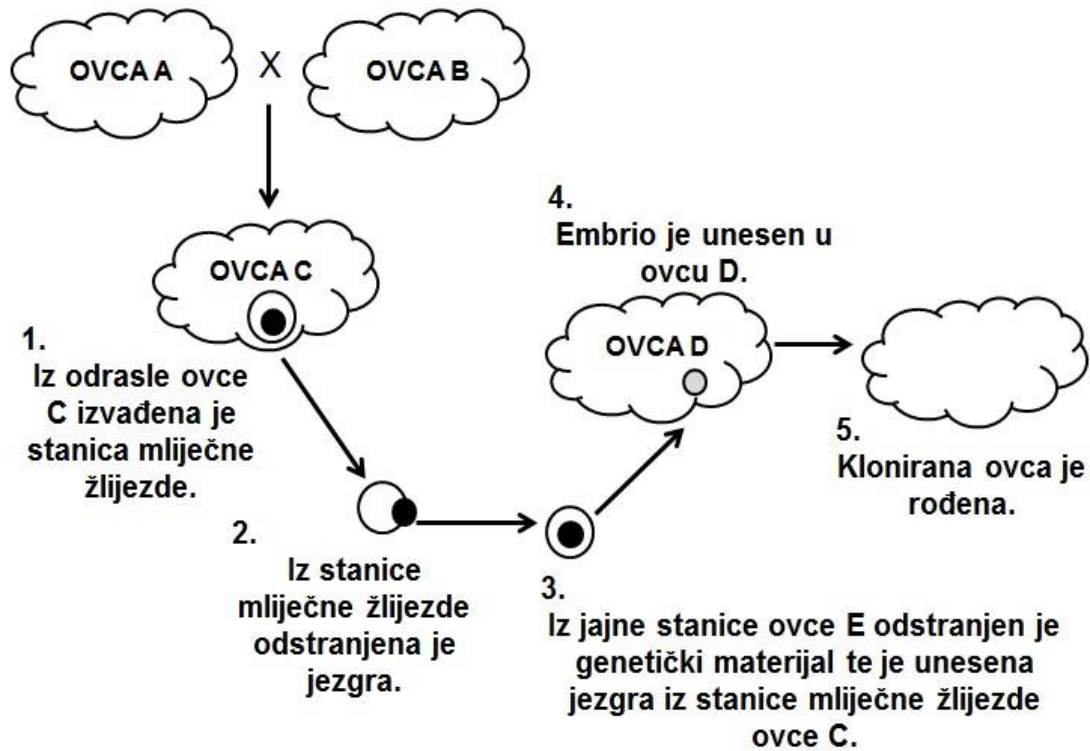 OVCA A
X
OVCA B
OVCA C
1.
Iz odrasle ovce
C izvađena je
stanica mliječne
žlijezde.
2.
Iz stanice
mliječne žlijezde
odstranjena je
jezgra.
3.
Iz jajne stanice ovce E odstranjen je
genetički materijal te je unesena
jezgra iz stanice mliječne žlijezde
ovce C.
4.
Embrio je unesen u
ovcu D.
OVCA D
5.
Klonirana ovca je
rođena.